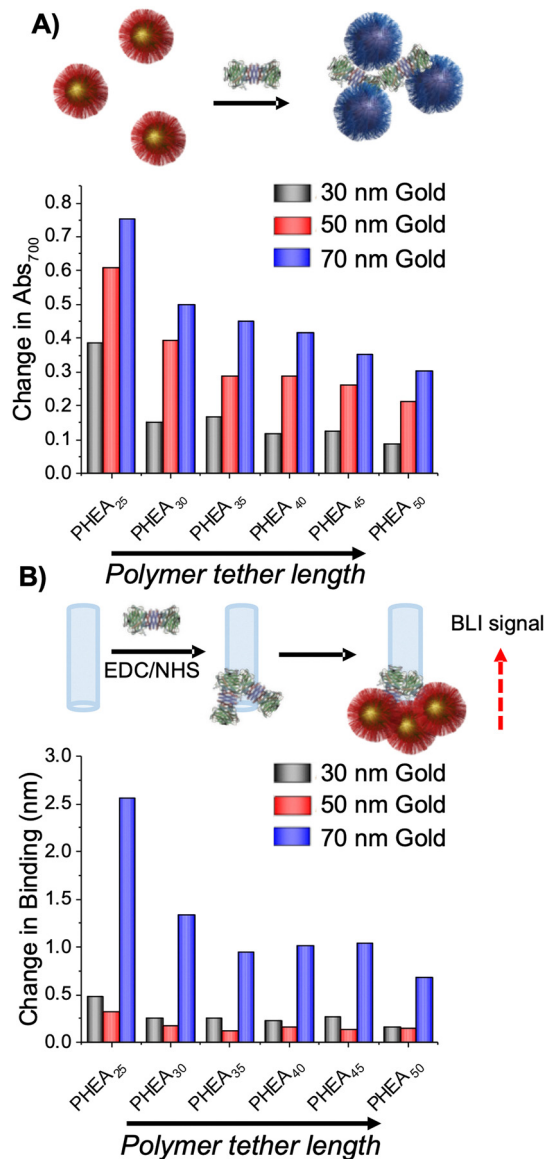 A)
30 nm Gold
50 nm Gold
70 nm Gold
0.8
0.7
0.6
0.5
0.4
0.3
0.2
0.1
0.0
Change in Abs₇₀₀
PHEA₂₅
PHEA₃₀
PHEA₃₅
PHEA₄₀
PHEA₄₅
PHEA₅₀
Polymer tether length
B)
EDC/NHS
BLI signal
30 nm Gold
50 nm Gold
70 nm Gold
3.0
2.5
2.0
1.5
1.0
0.5
0.0
Change in Binding (nm)
PHEA₂₅
PHEA₃₀
PHEA₃₅
PHEA₄₀
PHEA₄₅
PHEA₅₀
Polymer tether length